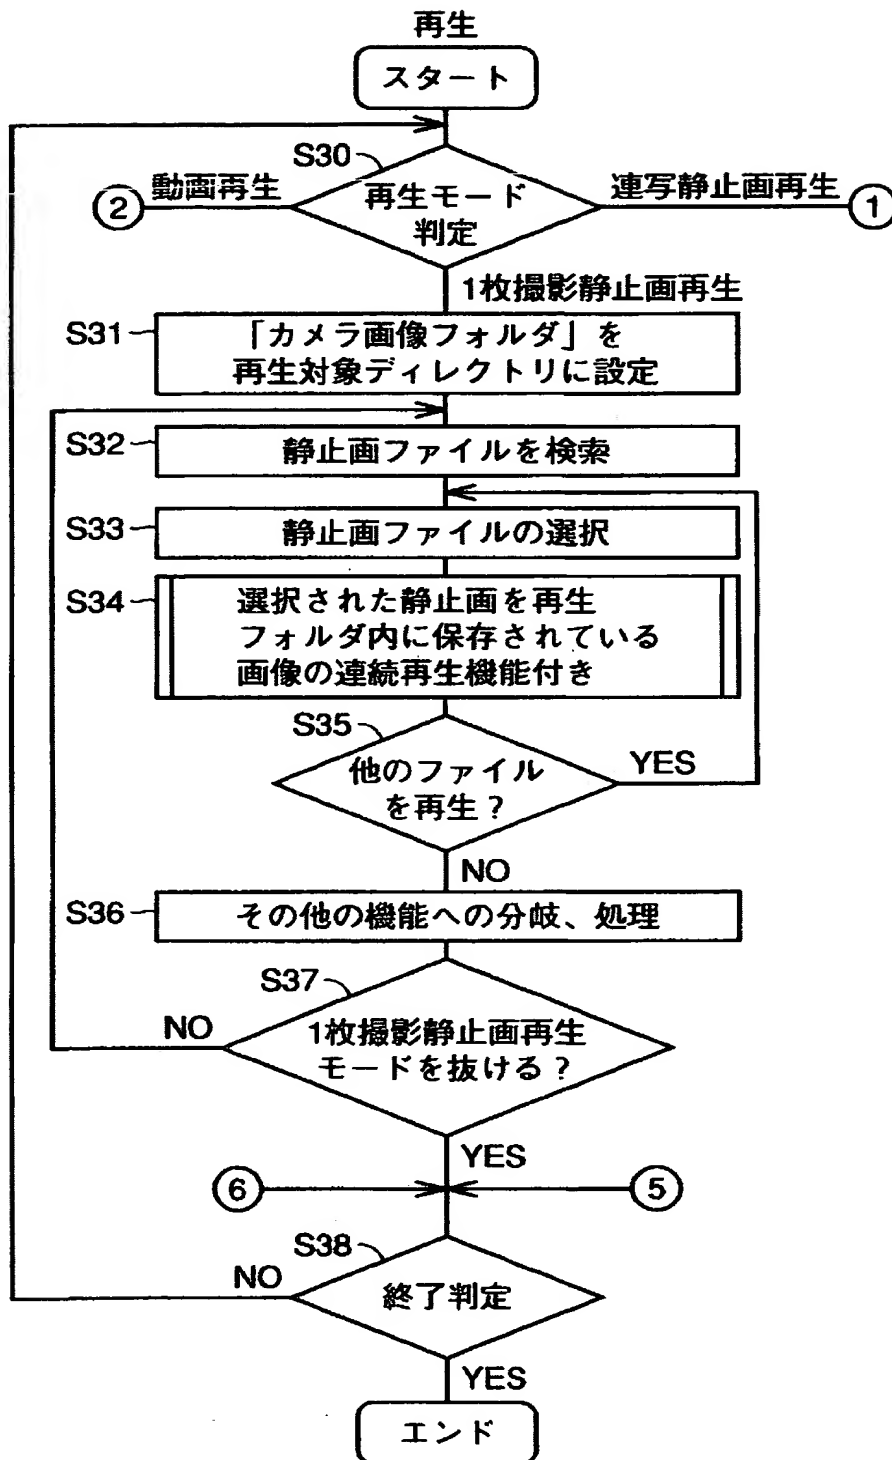 再生
スタート
S30
再生モード
判定
② 動画再生
連写静止画再生 ①
1枚撮影静止画再生
S31
「カメラ画像フォルダ」を
再生対象ディレクトリに設定
S32
静止画ファイルを検索
S33
静止画ファイルの選択
S34
選択された静止画を再生
フォルダ内に保存されている
画像の連続再生機能付き
S35
他のファイル
を再生？
YES
NO
S36
その他の機能への分岐、処理
S37
1枚撮影静止画再生
モードを抜ける？
NO
YES
⑥
⑤
S38
終了判定
NO
YES
エンド